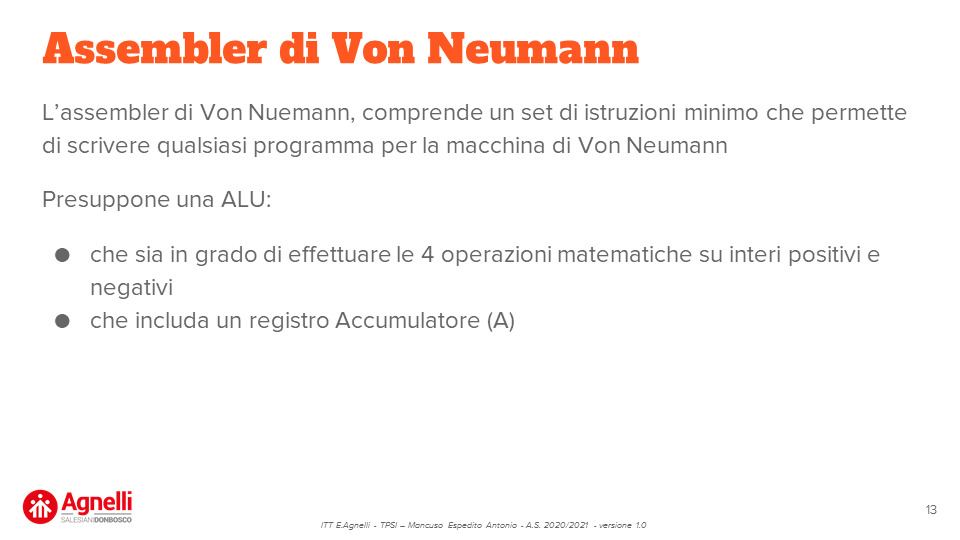 Assembler di Von Neumann
L’assembler di Von Nuemann, comprende un set di istruzioni minimo che permette
di scrivere qualsiasi programma per la macchina di Von Neumann
Presuppone una ALU:
● che sia in grado di effettuare le 4 operazioni matematiche su interi positivi e
negativi
● che includa un registro Accumulatore (A)
Agnelli
SALESIANIDONBOSCO
ITT E.Agnelli - TPSI – Mancuso Espedito Antonio - A.S. 2020/2021 - versione 1.0
13